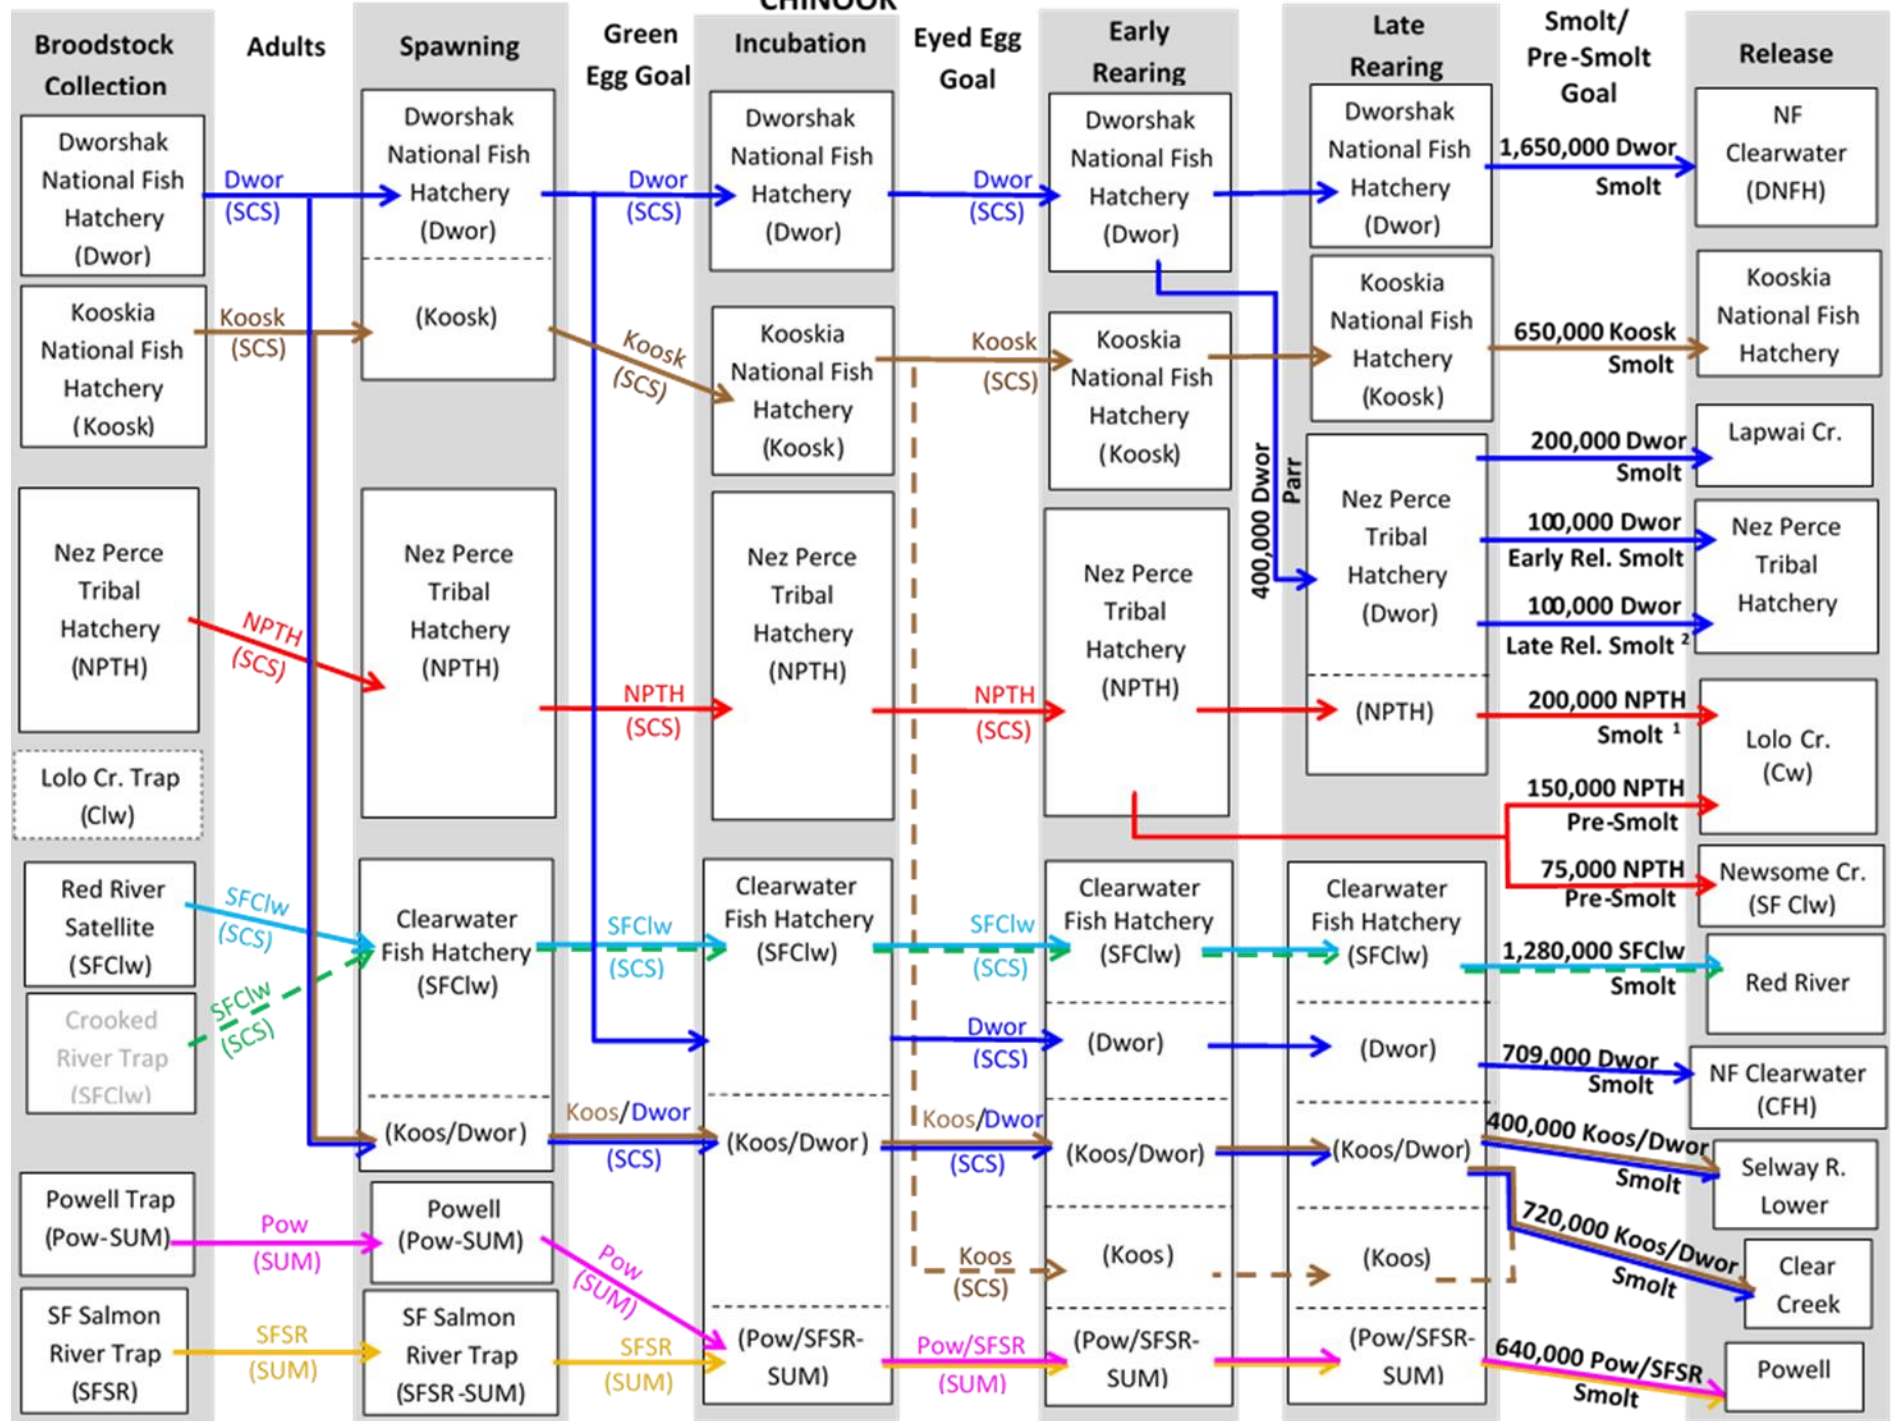 CHINOOK
Broodstock
Collection
Adults
Spawning
Green
Egg Goal
Incubation
Eyed Egg
Goal
Early
Rearing
Late
Rearing
Smolt/
Pre-Smolt
Goal
Release
Dworshak
National Fish
Hatchery
(Dwor)
Kooskia
National Fish
Hatchery
(Koosk)
Nez Perce
Tribal
Hatchery
(NPTH)
Lolo Cr. Trap
(Clw)
Red River
Satellite
(SFClw)
Crooked
River Trap
(SFClw)
Powell Trap
(Pow-SUM)
SF Salmon
River Trap
(SFSR)
Dwor
(SCS)
Koosk
(SCS)
NPTH
(SCS)
SFClw
(SCS)
SFClw
(SCS)
Pow
(SUM)
SFSR
(SUM)
Dworshak
National Fish
Hatchery
(Dwor)
(Koosk)
Nez Perce
Tribal
Hatchery
(NPTH)
Clearwater
Fish Hatchery
(SFClw)
(Koos/Dwor)
Powell
(Pow-SUM)
SF Salmon
River Trap
(SFSR-SUM)
Dwor
(SCS)
Koosk
(SCS)
NPTH
(SCS)
SFClw
(SCS)
Koos/Dwor
(SCS)
Pow
(SUM)
SFSR
(SUM)
Dworshak
National Fish
Hatchery
(Dwor)
Kooskia
National Fish
Hatchery
(Koosk)
Nez Perce
Tribal
Hatchery
(NPTH)
Clearwater
Fish Hatchery
(SFClw)
(Koos/Dwor)
(Pow/SFSR-
SUM)
Dwor
(SCS)
Koosk
(SCS)
NPTH
(SCS)
SFClw
(SCS)
Dwor
(SCS)
Koos/Dwor
(SCS)
Koos
(SCS)
Pow/SFSR
(SUM)
Dworshak
National Fish
Hatchery
(Dwor)
Kooskia
National Fish
Hatchery
(Koosk)
Nez Perce
Tribal
Hatchery
(NPTH)
Clearwater
Fish Hatchery
(SFClw)
(Dwor)
(Koos/Dwor)
(Koos)
(Pow/SFSR-
SUM)
400,000 Dwor
Parr
Dworshak
National Fish
Hatchery
(Dwor)
Kooskia
National Fish
Hatchery
(Koosk)
Nez Perce
Tribal
Hatchery
(Dwor)
(NPTH)
Clearwater
Fish Hatchery
(SFClw)
(Dwor)
(Koos/Dwor)
(Koos)
(Pow/SFSR-
SUM)
1,650,000 Dwor
Smolt
650,000 Koosk
Smolt
200,000 Dwor
Smolt
100,000 Dwor
Early Rel. Smolt
100,000 Dwor
Late Rel. Smolt 2
200,000 NPTH
Smolt 1
150,000 NPTH
Pre-Smolt
75,000 NPTH
Pre-Smolt
1,280,000 SFClw
Smolt
709,000 Dwor
Smolt
400,000 Koos/Dwor
Smolt
720,000 Koos/Dwor
Smolt
640,000 Pow/SFSR
Smolt
NF
Clearwater
(DNFH)
Kooskia
National Fish
Hatchery
Lapwai Cr.
Nez Perce
Tribal
Hatchery
Lolo Cr.
(Cw)
Newsome Cr.
(SF Clw)
Red River
NF Clearwater
(CFH)
Selway R.
Lower
Clear
Creek
Powell